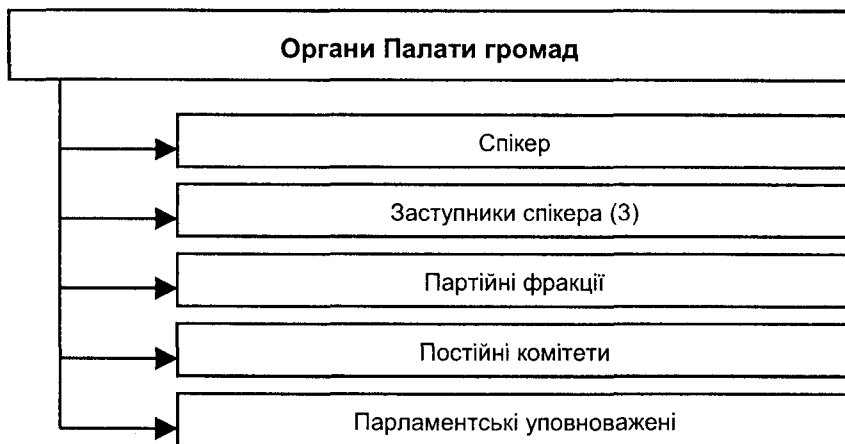 Органи Палати громад
Спікер
Заступники спікера (3)
Партійні фракції
Постійні комітети
Парламентські уповноважені